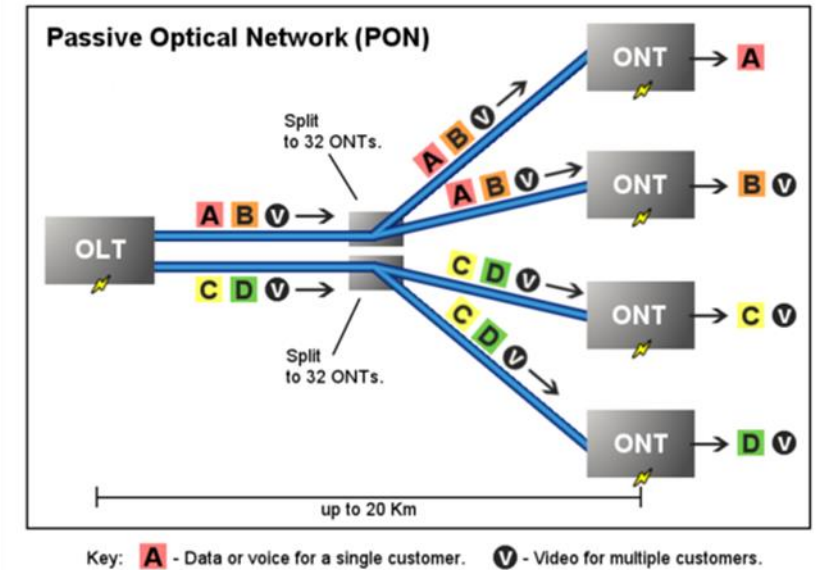 Passive Optical Network (PON)
ONT
A
Split
to 32 ONTs.
A B V
A B V
ONT
B V
A B V
OLT
C D V
C D V
ONT
C V
C D V
Split
to 32 ONTs.
ONT
D V
up to 20 Km
Key: A - Data or voice for a single customer. V - Video for multiple customers.